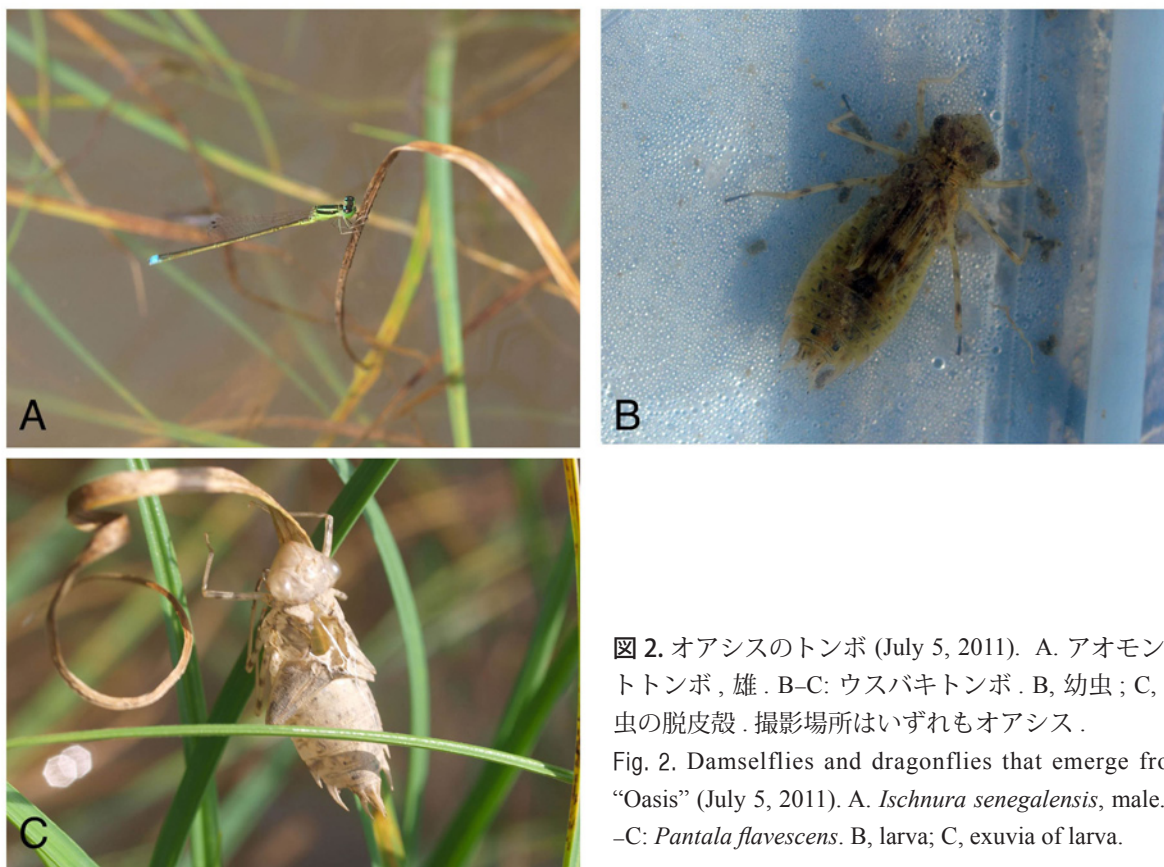 A
B
C
図 2. オアシスのトンボ (July 5, 2011). A. アオモン
トトンボ , 雄 . B–C: ウスバキトンボ . B, 幼虫 ; C,
虫の脱皮殻 . 撮影場所はいずれもオアシス .
Fig. 2. Damselflies and dragonflies that emerge fro
“Oasis” (July 5, 2011). A. Ischnura senegalensis, male.
–C: Pantala flavescens. B, larva; C, exuvia of larva.